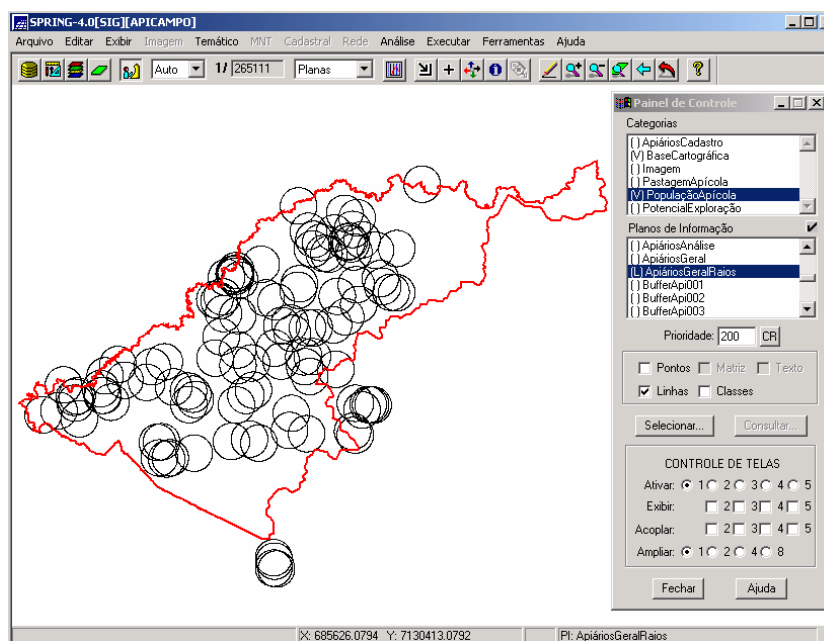 SPRING-4.0[SIG][APICAMPO]
Arquivo Editar Exibir Imagem Temático MNT Cadastral Rede Análise Executar Ferramentas Ajuda
Auto 1/ 265111 Planas
Painel de Controle
Categorias
( ) ApiáriosCadastro
(V) BaseCartográfica
( ) Imagem
( ) PastagemApícola
(V) PopulaçãoApícola
( ) PotencialExploração
Planos de Informação
( ) ApiáriosAnálise
( ) ApiáriosGeral
(L) ApiáriosGeralRaios
( ) BufferApi001
( ) BufferApi002
( ) BufferApi003
Prioridade: 200 CR
Pontos Matriz Texto
Linhas Classes
Selecionar... Consultar...
CONTROLE DE TELAS
Ativar: 1 2 3 4 5
Exibir: 2 3 4 5
Acoplar: 2 3 4 5
Ampliar: 1 2 4 8
Fechar Ajuda
X: 685626.0794 Y: 7130413.0792 PI: ApiáriosGeralRaios